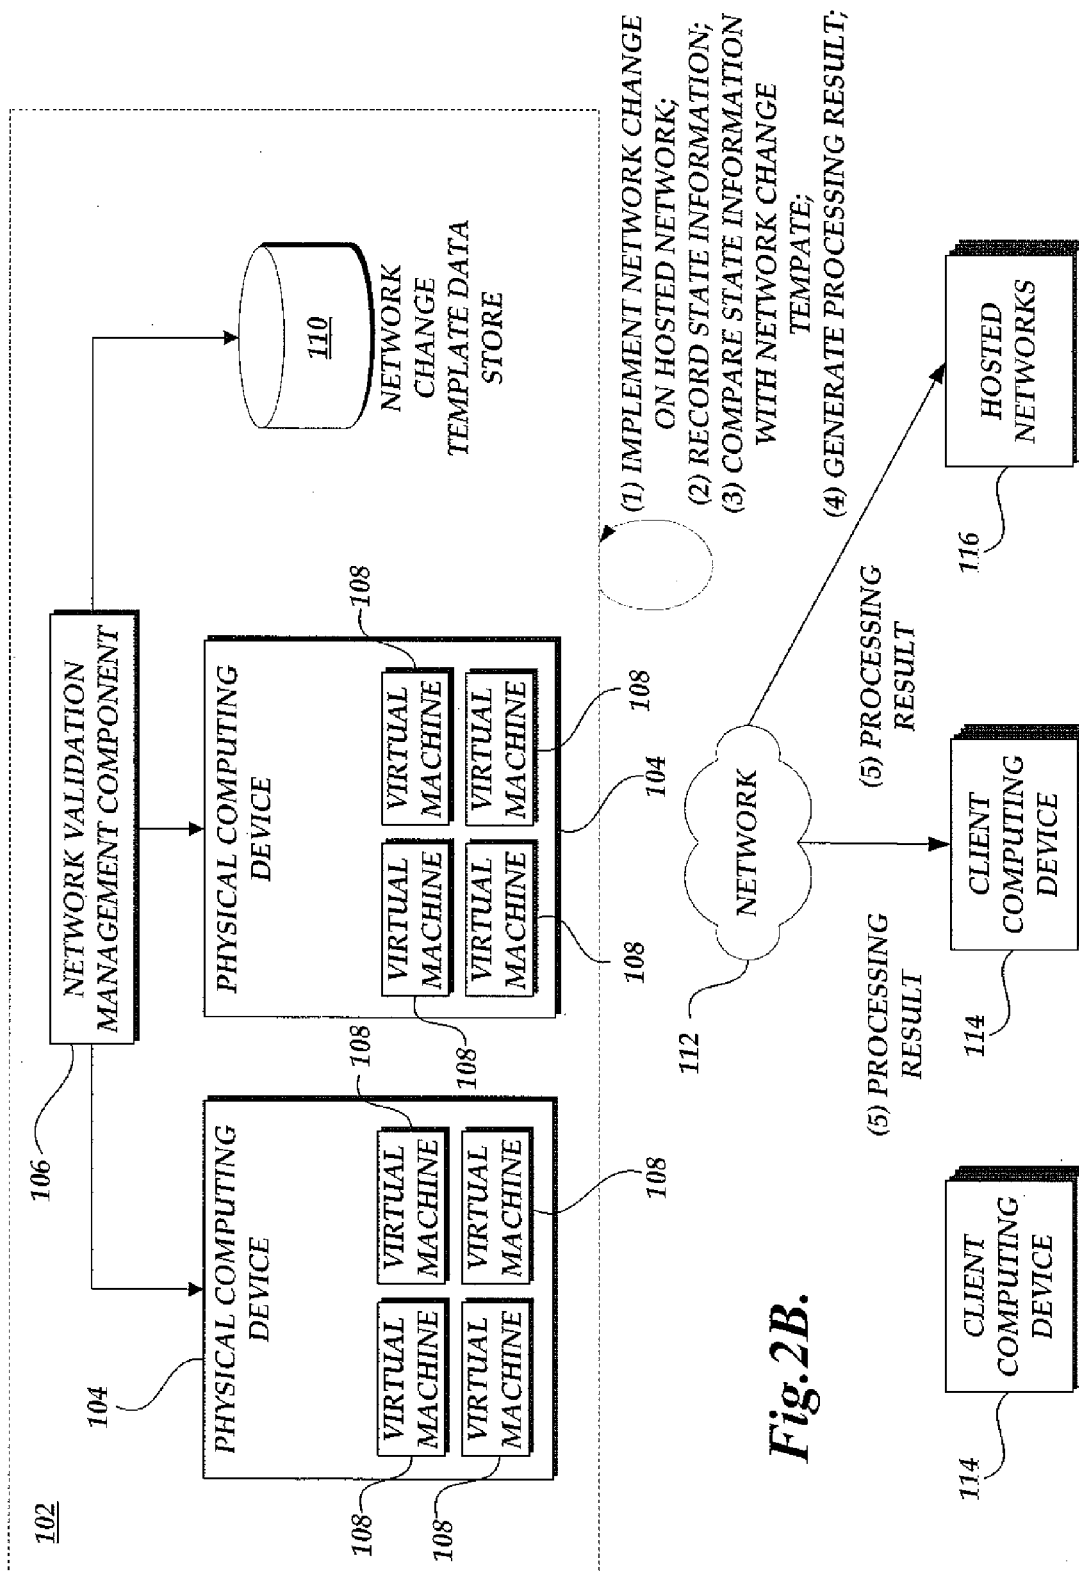 102
106
NETWORK VALIDATION
MANAGEMENT COMPONENT
104
PHYSICAL COMPUTING
DEVICE
VIRTUAL
MACHINE
VIRTUAL
MACHINE
VIRTUAL
MACHINE
VIRTUAL
MACHINE
108
108
108
108
PHYSICAL COMPUTING
DEVICE
VIRTUAL
MACHINE
VIRTUAL
MACHINE
VIRTUAL
MACHINE
VIRTUAL
MACHINE
108
108
108
108
104
110
NETWORK
CHANGE
TEMPLATE DATA
STORE
(1) IMPLEMENT NETWORK CHANGE
ON HOSTED NETWORK;
(2) RECORD STATE INFORMATION;
(3) COMPARE STATE INFORMATION
WITH NETWORK CHANGE
TEMPATE;
(4) GENERATE PROCESSING RESULT;
112
NETWORK
(5) PROCESSING
RESULT
(5) PROCESSING
RESULT
114
CLIENT
COMPUTING
DEVICE
114
CLIENT
COMPUTING
DEVICE
116
HOSTED
NETWORKS
Fig.2B.